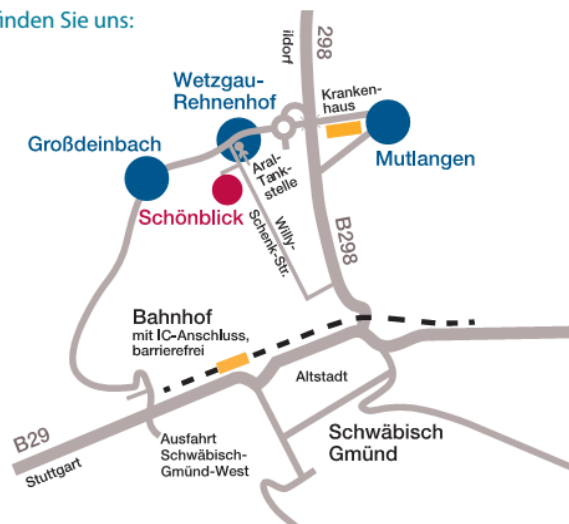 finden Sie uns:
298
ildorf
Wetzgau-
Rehnenhof
Kranken-
haus
Großdeinbach
Mutlangen
Aral-
Tank-
stelle
Schönblick
Willy-
Schenk-Str.
B298
Bahnhof
mit IC-Anschluss,
barrierefrei
Altstadt
Schwäbisch
Gmünd
B29
Stuttgart
Ausfahrt
Schwäbisch-
Gmünd-West